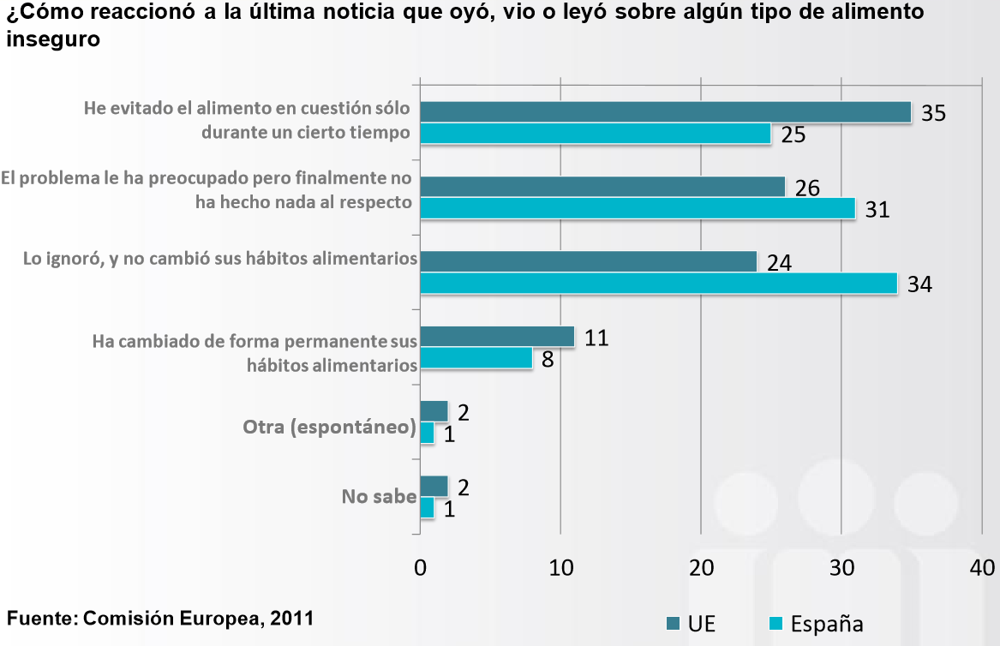 ¿Cómo reaccionó a la última noticia que oyó, vio o leyó sobre algún tipo de alimento
inseguro
He evitado el alimento en cuestión sólo
durante un cierto tiempo
35
25
El problema le ha preocupado pero finalmente no
ha hecho nada al respecto
26
31
Lo ignoró, y no cambió sus hábitos alimentarios
24
34
Ha cambiado de forma permanente sus
hábitos alimentarios
11
8
Otra (espontáneo)
2
1
No sabe
2
1
0 10 20 30 40
Fuente: Comisión Europea, 2011
UE España